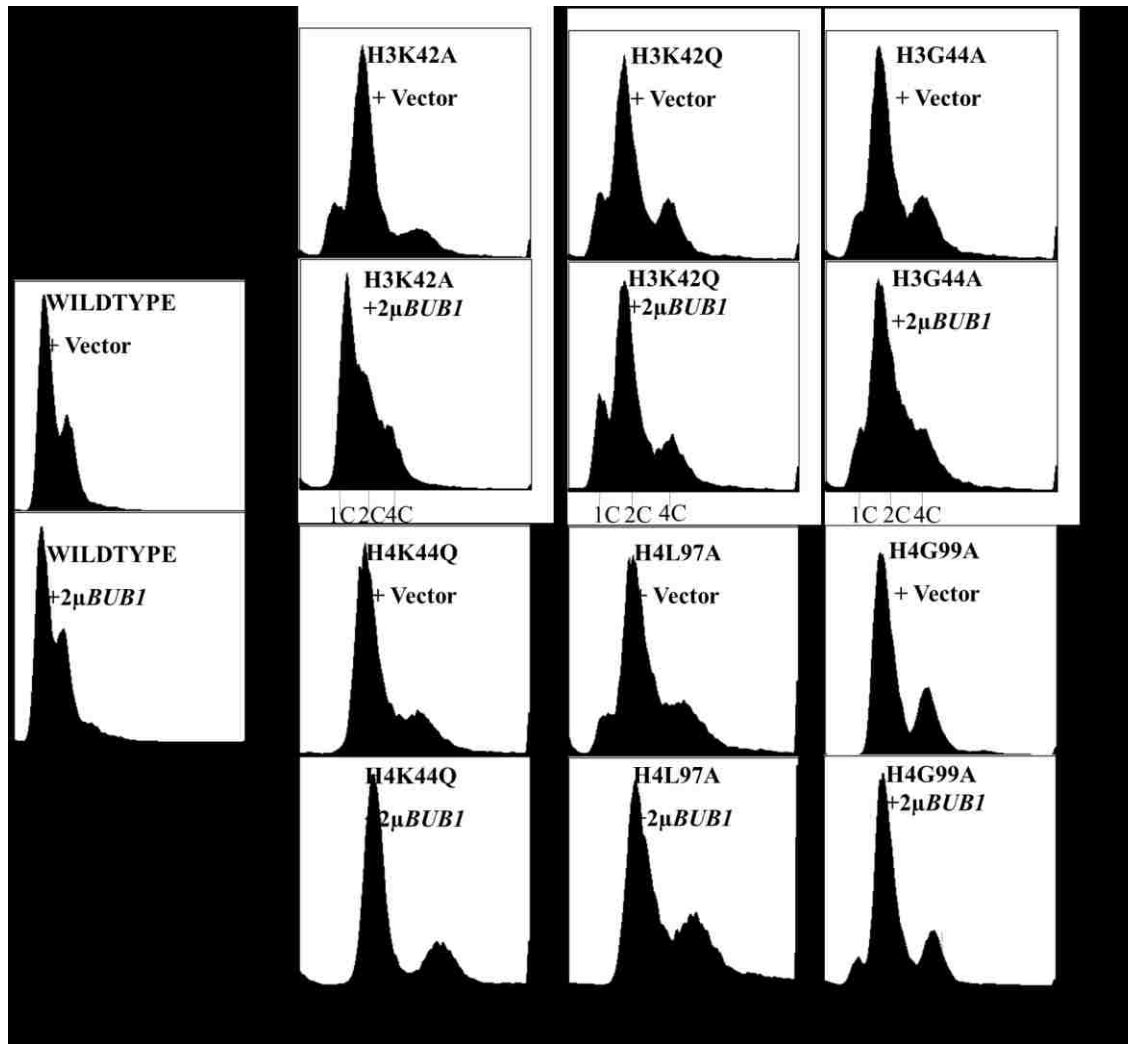 H3K42A
+ Vector
H3K42Q
+ Vector
H3G44A
+ Vector
WILDTYPE
+ Vector
H3K42A
+2µBUB1
H3K42Q
+2µBUB1
H3G44A
+2µBUB1
1C 2C 4C
1C 2C 4C
1C 2C 4C
WILDTYPE
+2µBUB1
H4K44Q
+ Vector
H4L97A
+ Vector
H4G99A
+ Vector
H4K44Q
+2µBUB1
H4L97A
+2µBUB1
H4G99A
+2µBUB1